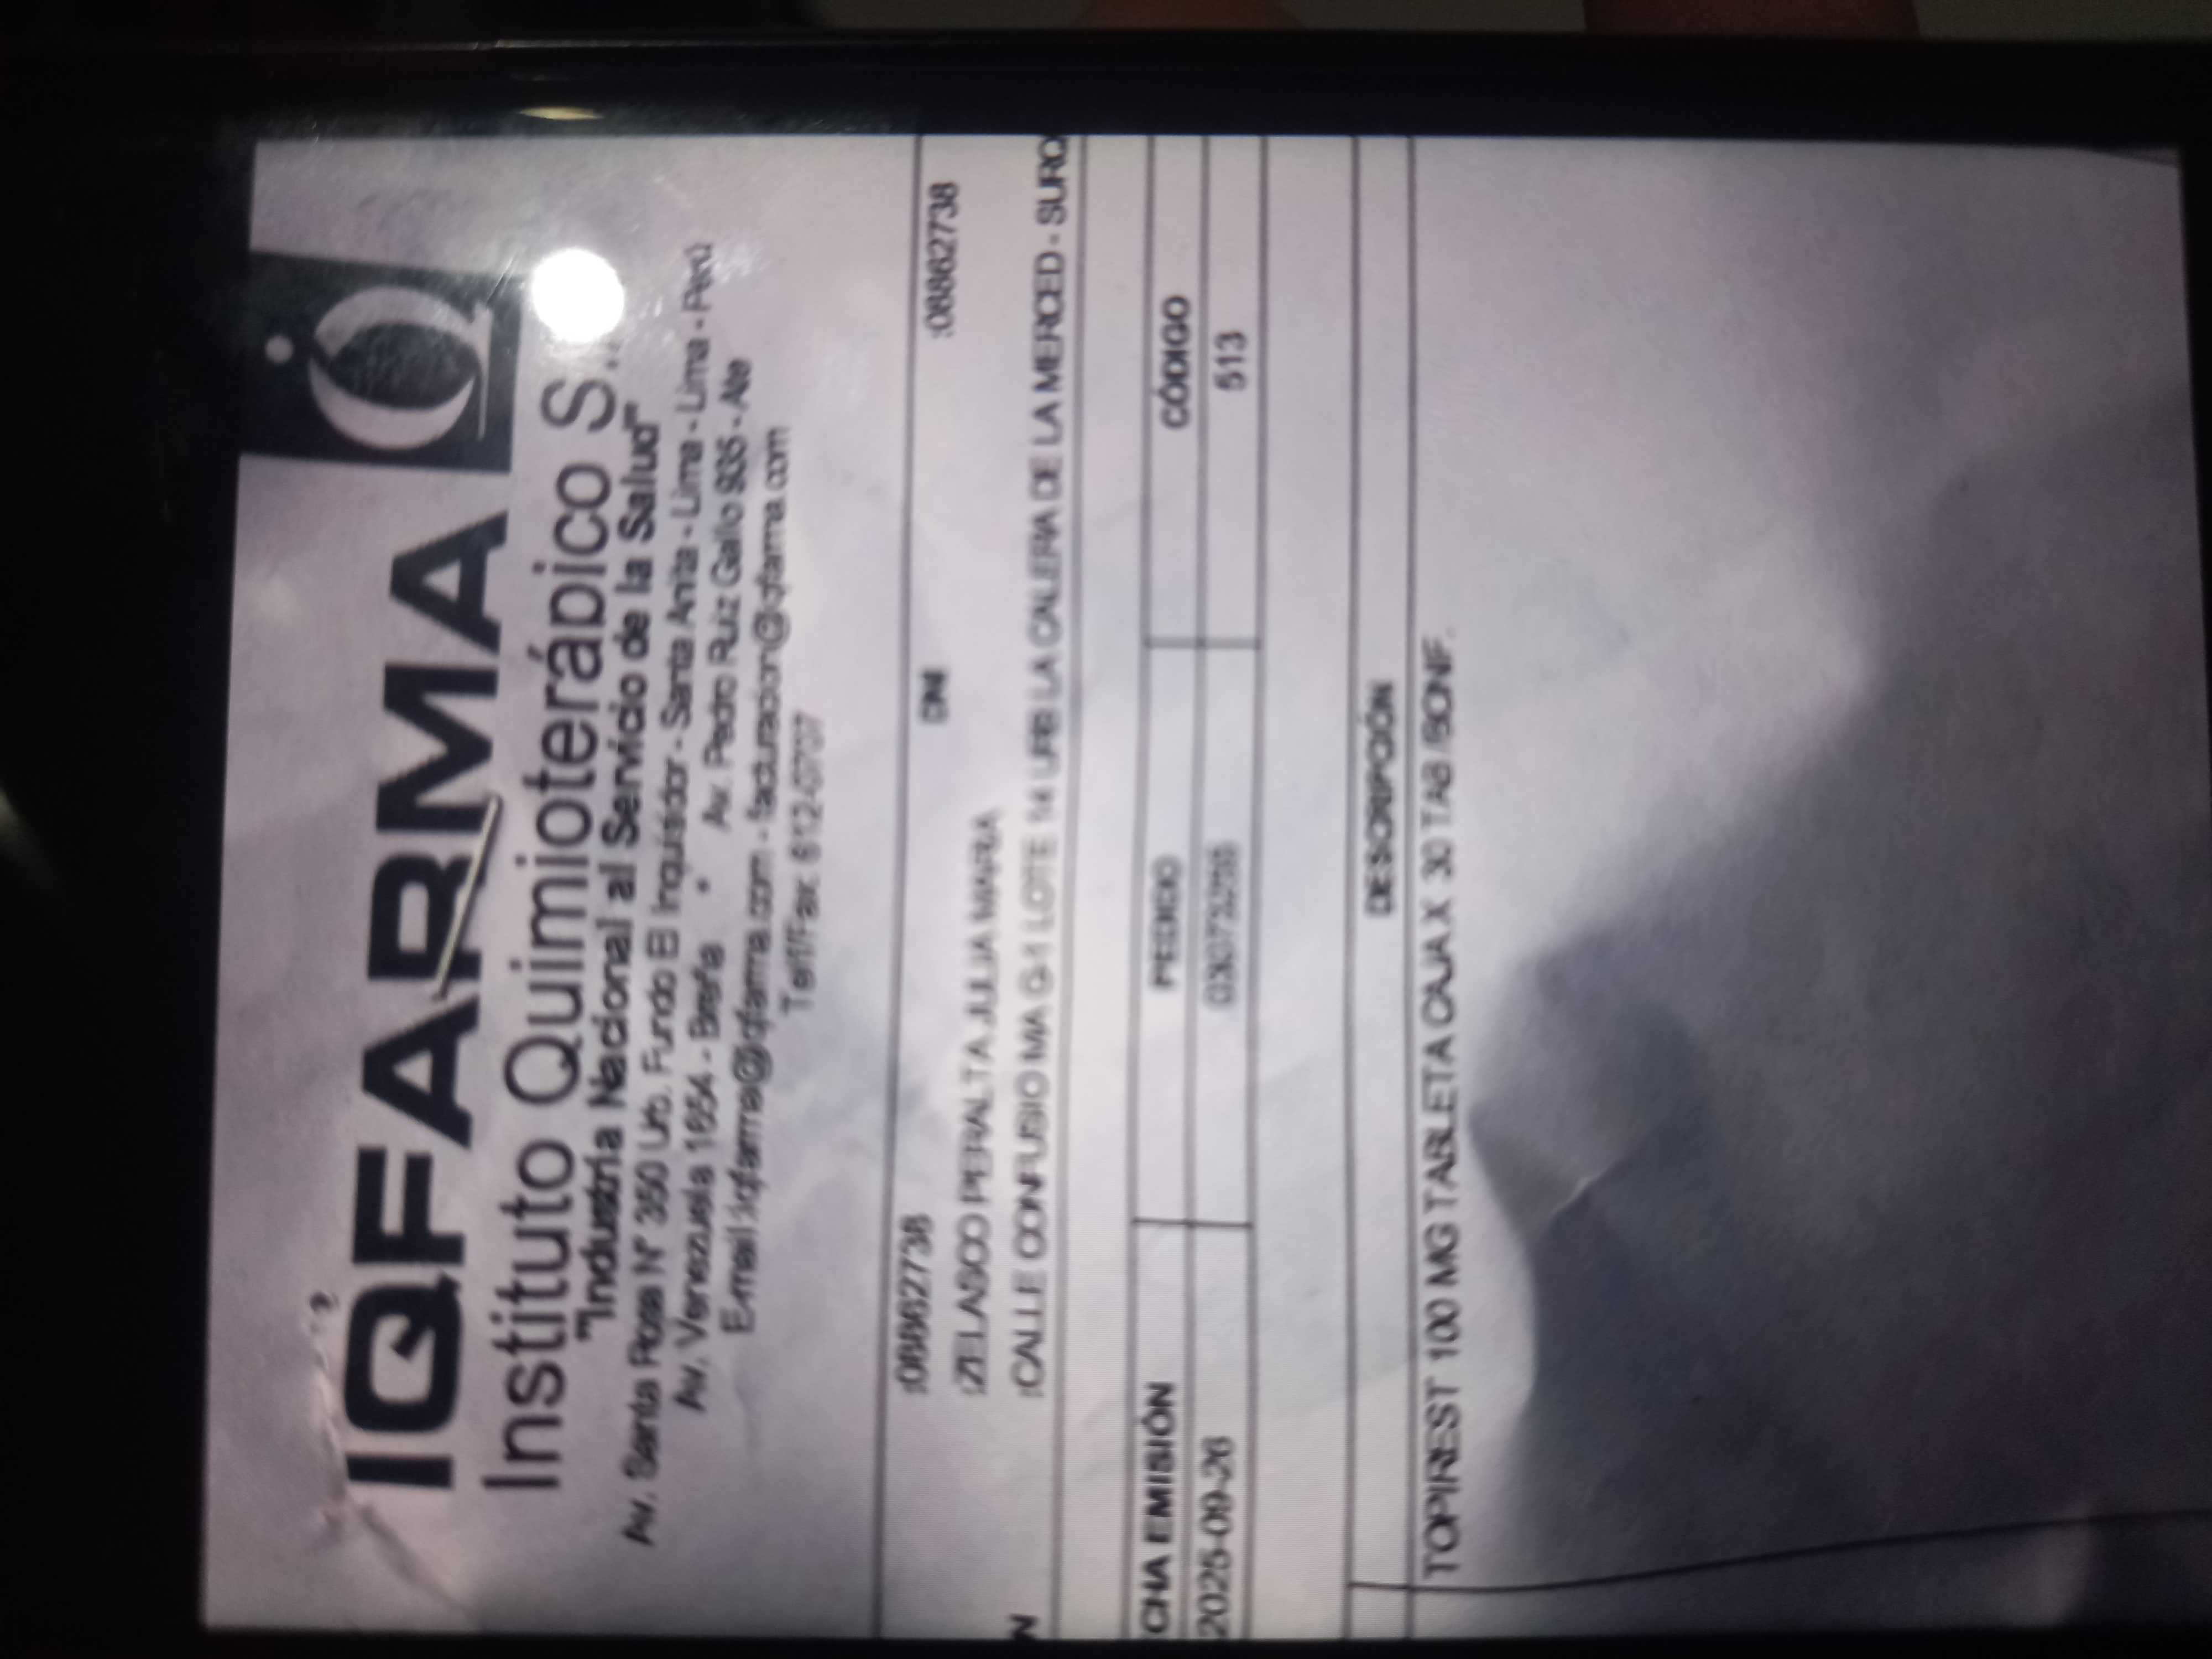 IQFARMA
Instituto Quimioterápico S.
"Industria Nacional al Servicio de la Salud"
Av. Santa Rosa N° 350 Urb. Fundo El Inquisidor - Santa Anita - Lima - Lima - Perú
Av. Venezuela 1654 - Breña * Av. Pedro Ruiz Gallo 935 - Ate
E-mail :iqfarma@iqfarma.com - facturacion@iqfarma.com
Telf/Fax: 612-0707
:08862738 DNI :08862738
:ZELASCO PERALTA JULIA MARIA
N :CALLE CONFUSIO MA G-1 LOTE 14 URB LA CALERA DE LA MERCED - SURQ
CHA EMISIÓN PEDIDO CÓDIGO
2025-09-26 513
DESCRIPCIÓN
TOPIREST 100 MG TABLETA CAJA X 30 TAB /BONF.